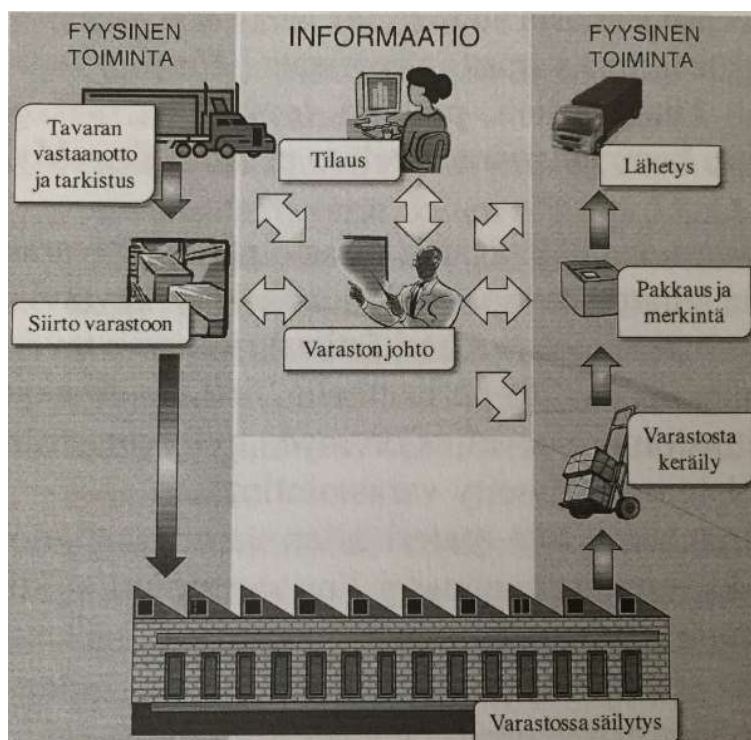 FYYSINEN
TOIMINTA
INFORMAATIO
FYYSINEN
TOIMINTA
Tavaran
vastaanotto
ja tarkistus
Tilaus
Lähetys
Siirto varastoon
Varaston johto
Pakkaus ja
merkintä
Varastosta
keräily
Varastossa säilytys